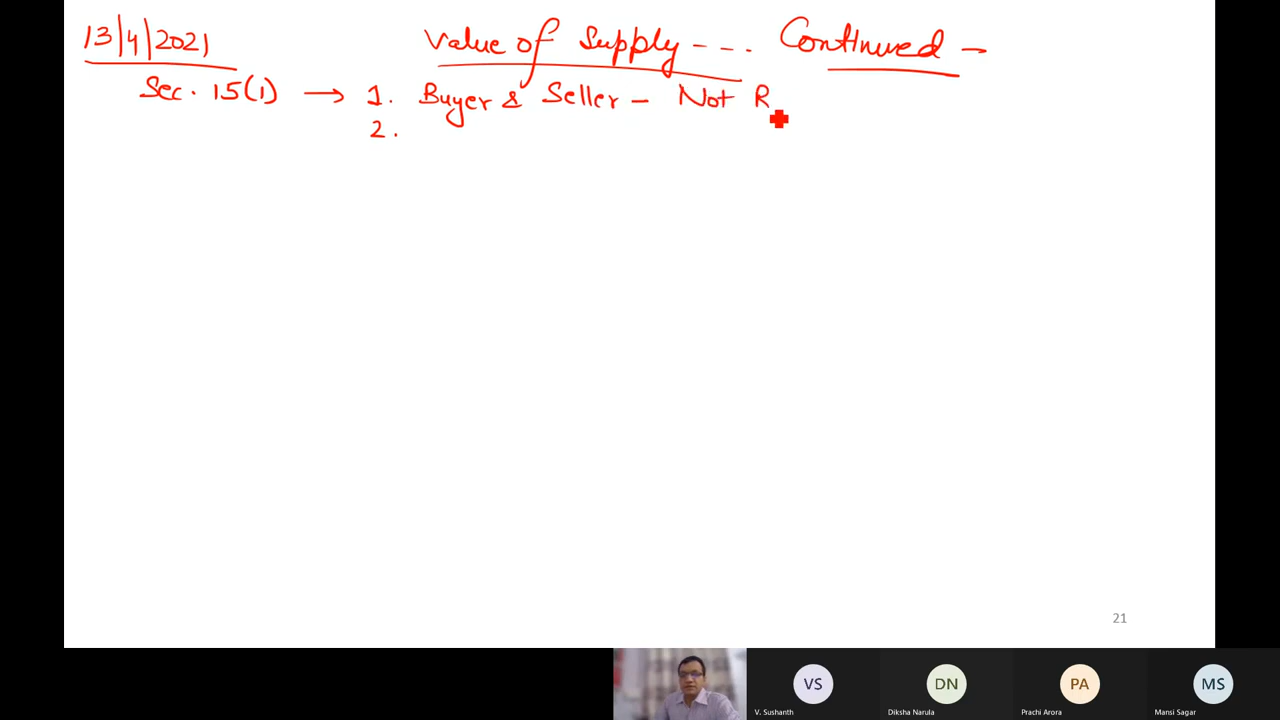 13/4/2021 Value of Supply --- Continued -
Sec. 15(1) → 1. Buyer & Seller - Not R
2.
21
VS DN PA MS
V. Sushanth Diksha Narula Prachi Arora Mansi Sagar